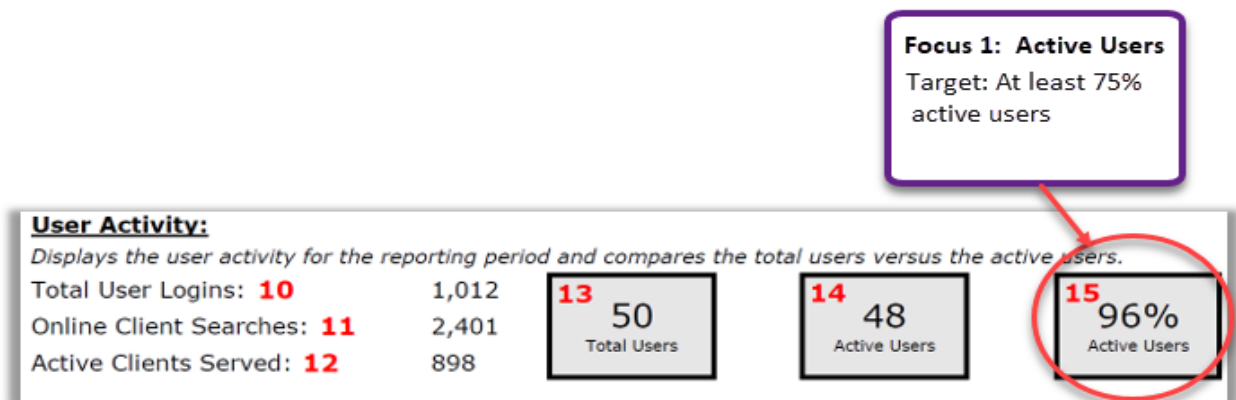 Focus 1: Active Users
Target: At least 75%
active users
User Activity:
Displays the user activity for the reporting period and compares the total users versus the active users.
Total User Logins: 10 1,012
Online Client Searches: 11 2,401
Active Clients Served: 12 898
13
50
Total Users
14
48
Active Users
15
96%
Active Users